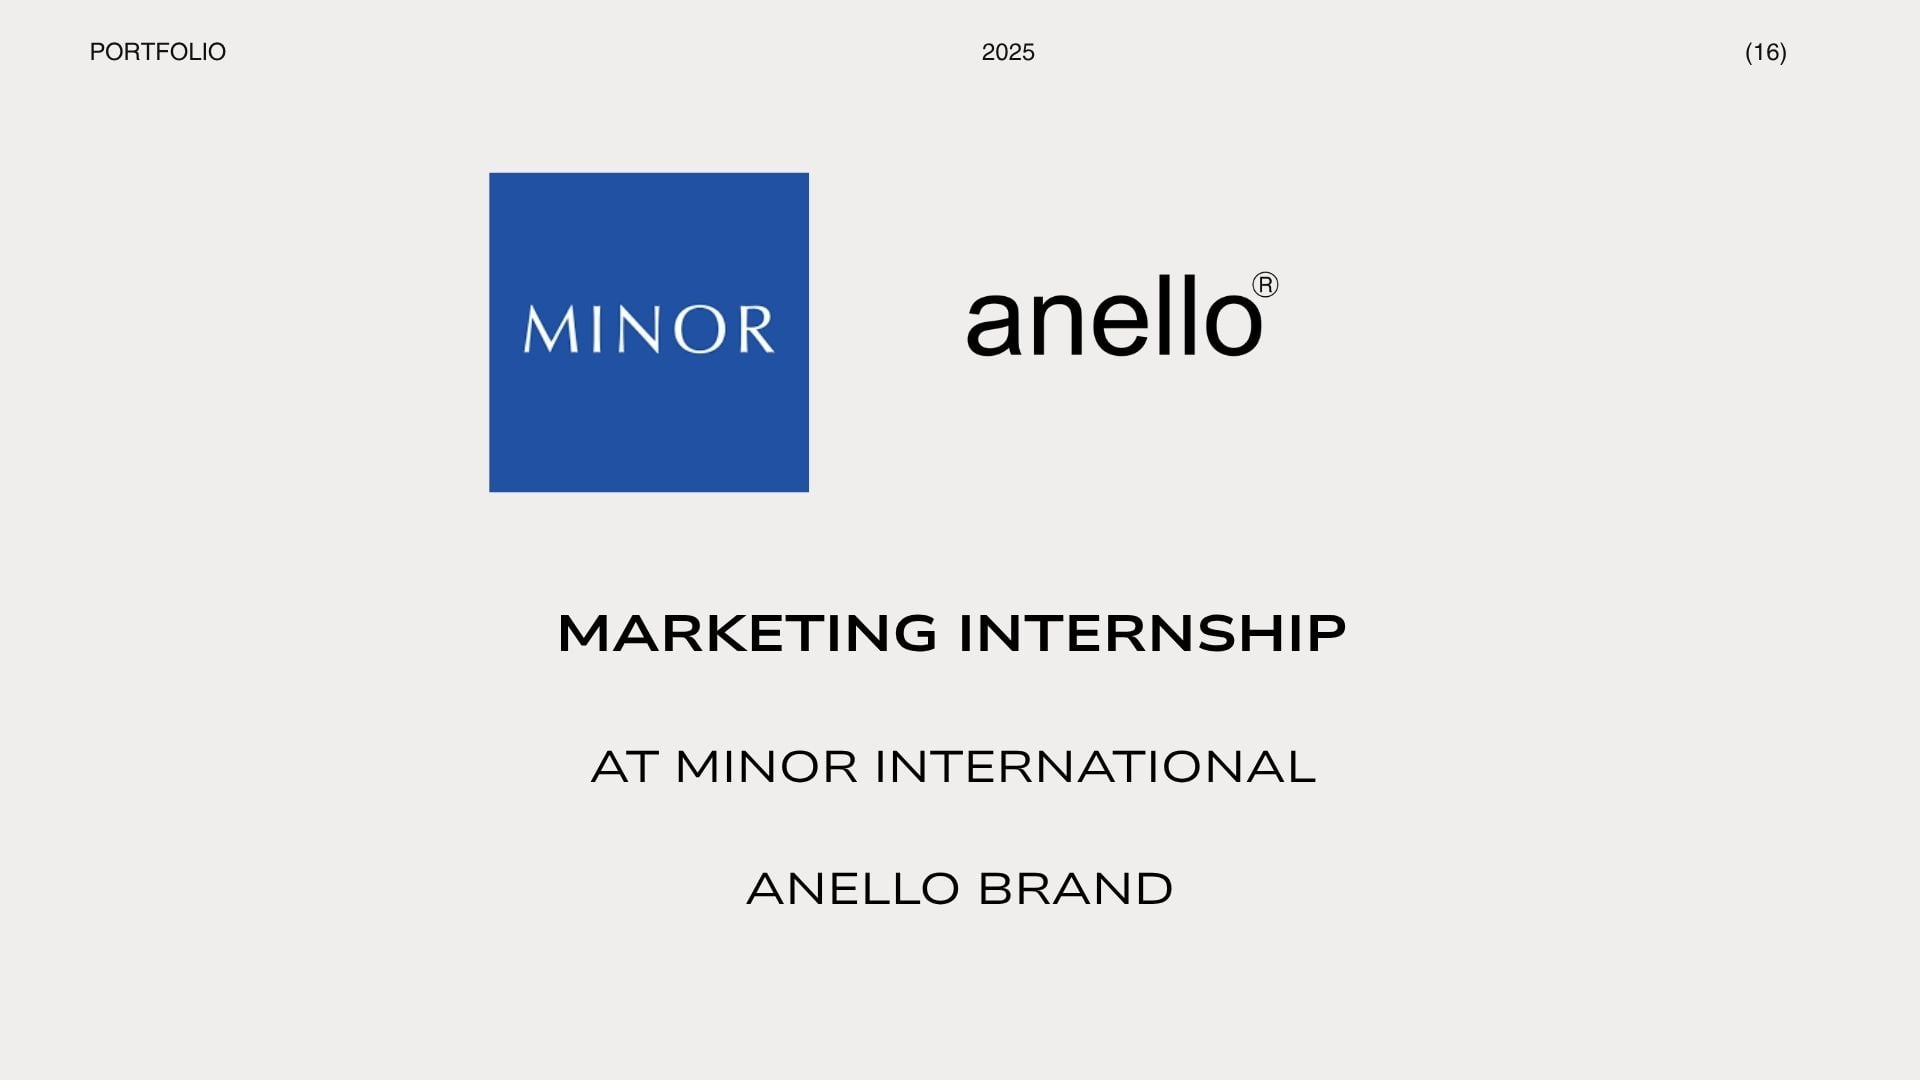 PORTFOLIO 2025 (16)
MINOR
anello®
MARKETING INTERNSHIP
AT MINOR INTERNATIONAL
ANELLO BRAND